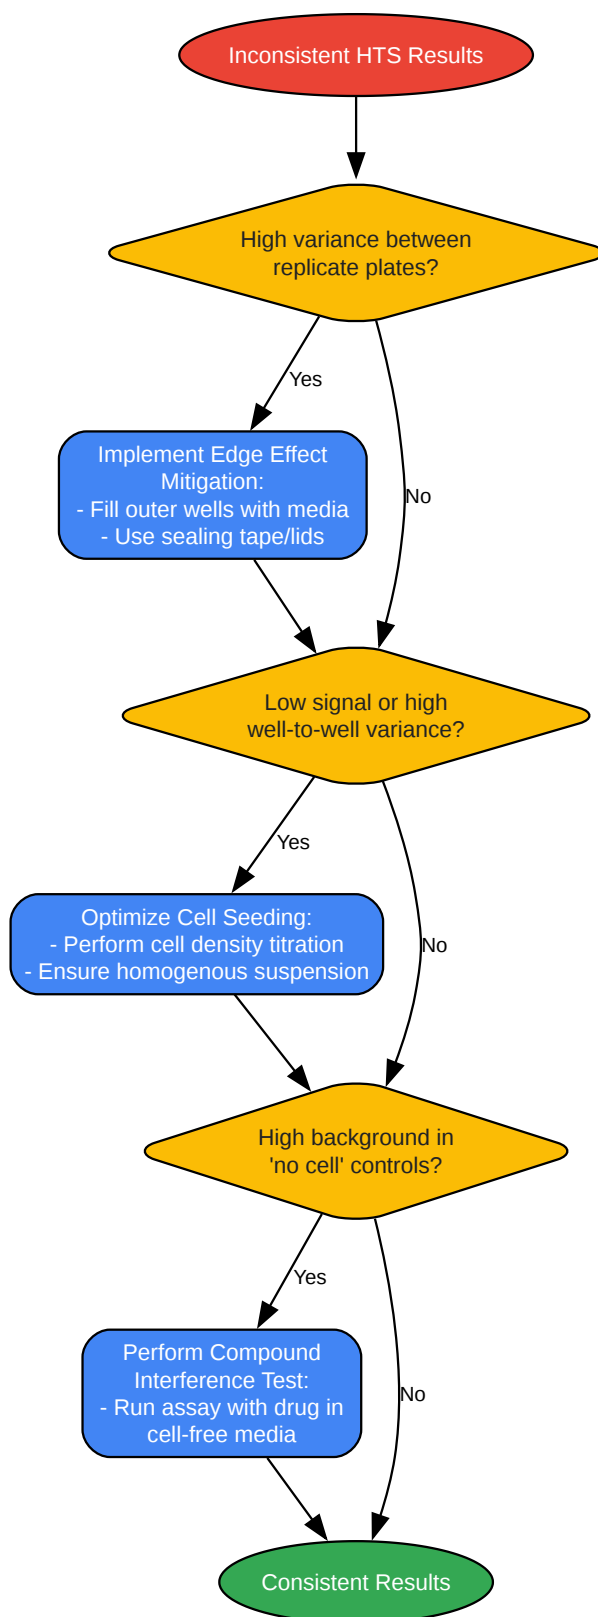 Inconsistent HTS Results
High variance between
replicate plates?
Yes
Implement Edge Effect
Mitigation:
- Fill outer wells with media
- Use sealing tape/lids
No
Low signal or high
well-to-well variance?
Yes
Optimize Cell Seeding:
- Perform cell density titration
- Ensure homogenous suspension
No
High background in
'no cell' controls?
Yes
Perform Compound
Interference Test:
- Run assay with drug in
cell-free media
No
Consistent Results